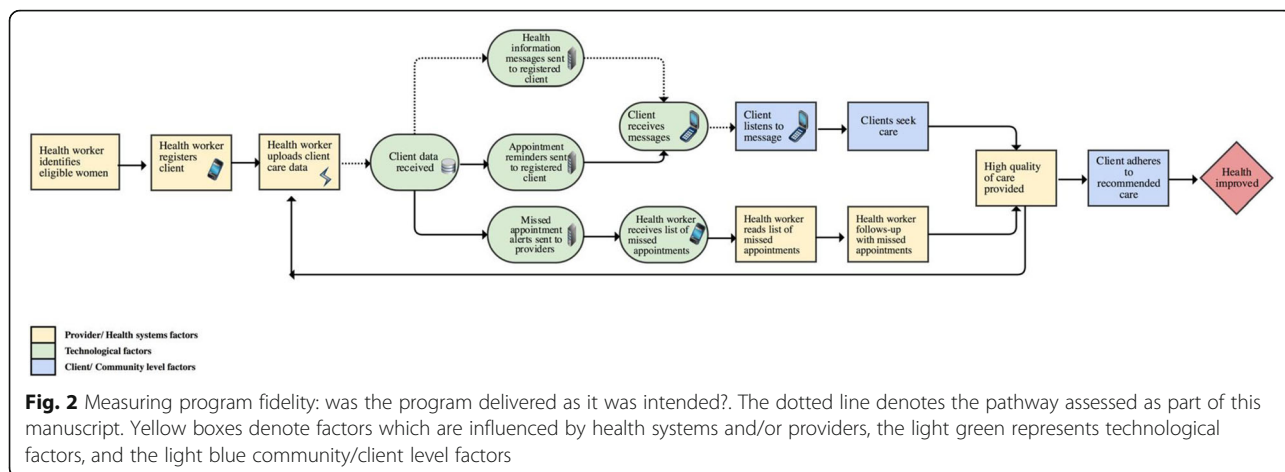 Health
information
messages sent
to registered
client
Health worker
identifies
eligible women
Health worker
registers
client
Health worker
uploads client
care data
Client data
received
Appointment
reminders sent
to registered
client
Client
receives
messages
Client
listens to
message
Clients seek
care
High quality
of care
provided
Client adheres
to
recommended
care
Health
improved
Missed
appointment
alerts sent to
providers
Health worker
receives list of
missed
appointments
Health worker
reads list of
missed
appointments
Health worker
follows-up
with missed
appointments
Provider/ Health systems factors
Technological factors
Client/ Community level factors
Fig. 2 Measuring program fidelity: was the program delivered as it was intended?. The dotted line denotes the pathway assessed as part of this
manuscript. Yellow boxes denote factors which are influenced by health systems and/or providers, the light green represents technological
factors, and the light blue community/client level factors